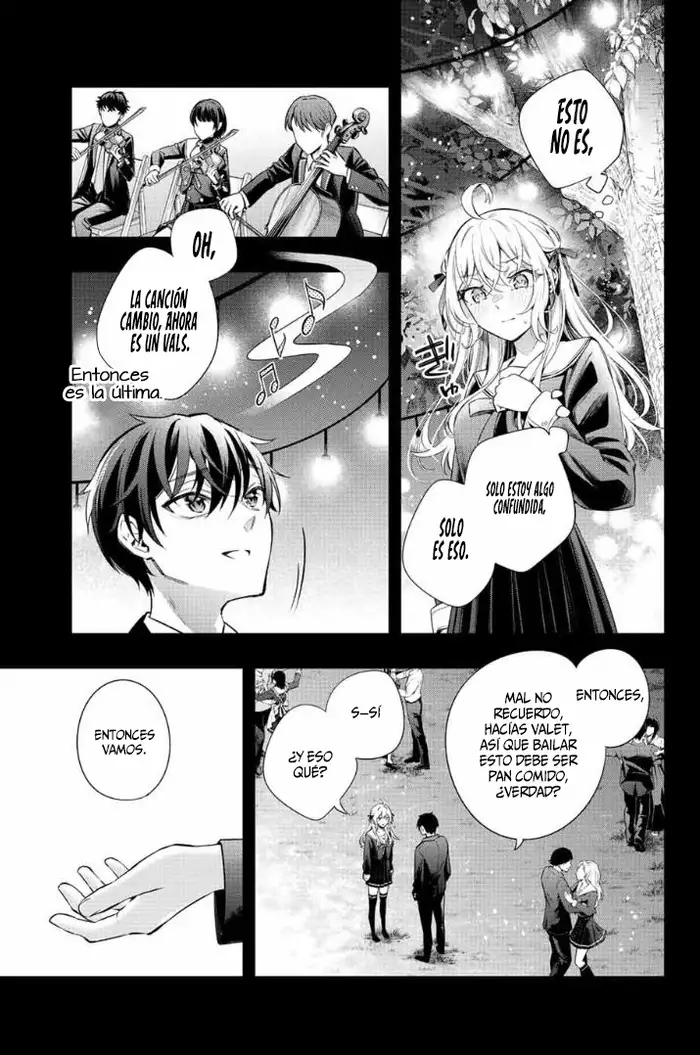 ESTO
NO ES,
SOLO ESTOY ALGO
CONFUNDIDA,
SOLO
ES ESO.
ぎゅ
OH,
LA CANCIÓN
CAMBIO, AHORA
ES UN VALS.
Entonces
es la última.
ENTONCES,
MAL NO
RECUERDO,
HACÍAS VALET,
ASÍ QUE BAILAR
ESTO DEBE SER
PAN COMIDO,
¿VERDAD?
S-SÍ
¿Y ESO
QUÉ?
ENTONCES
VAMOS.